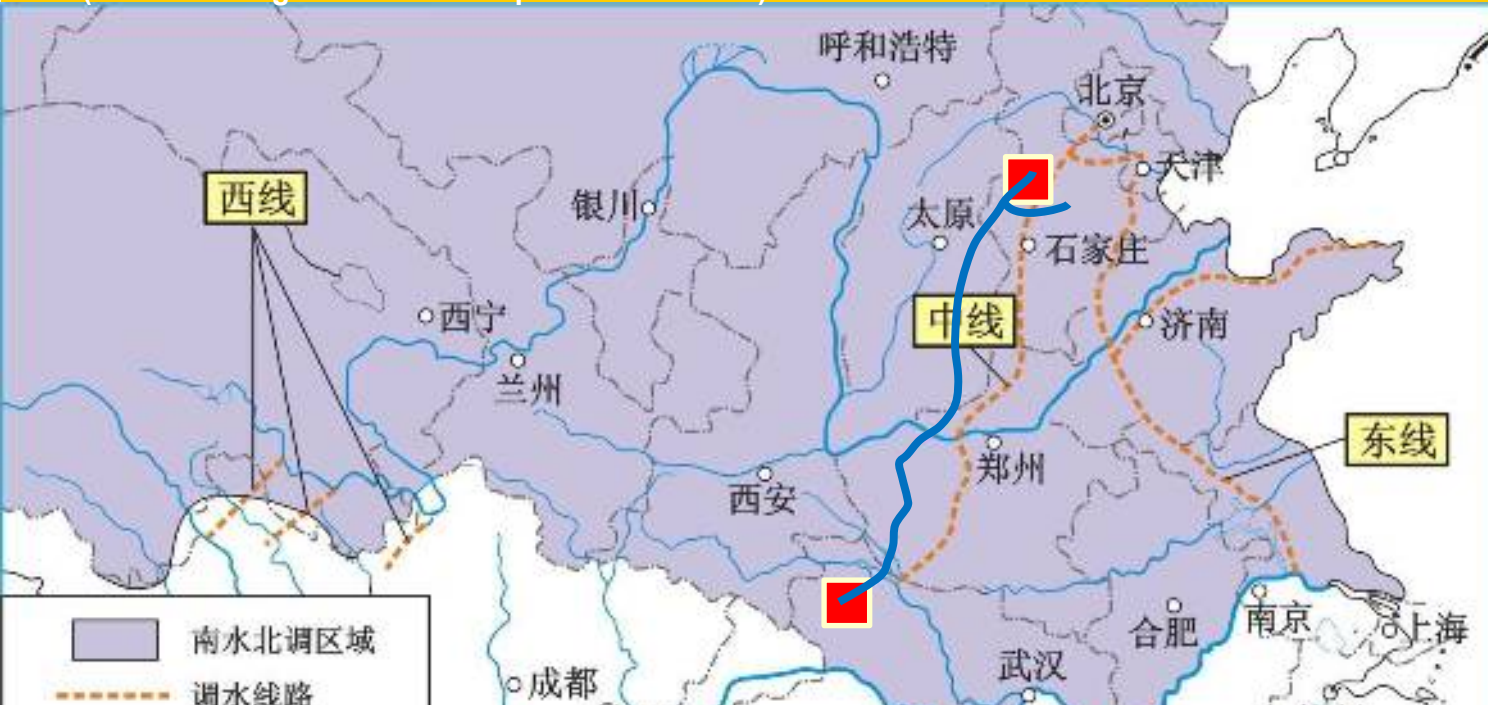 呼和浩特
北京
天津
西线
银川
太原
石家庄
西宁
中线
济南
兰州
东线
郑州
西安
南京
合肥
上海
南水北调区域
武汉
成都
调水线路